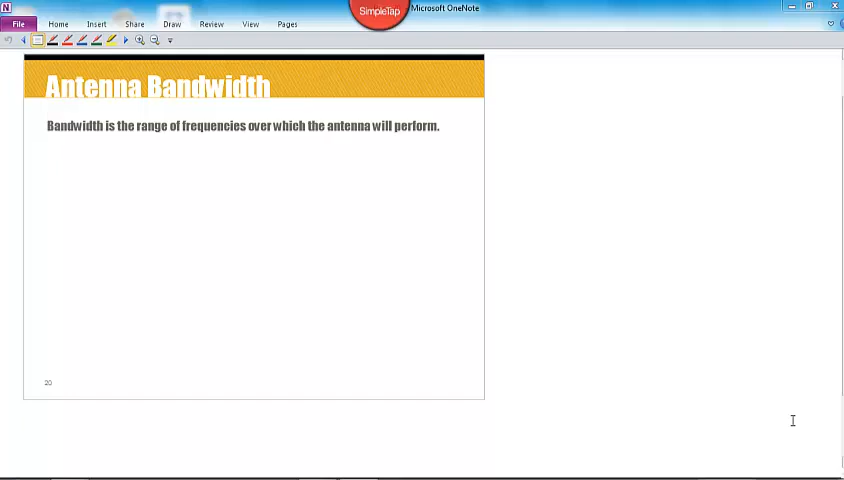 SimpleTap
Microsoft OneNote
File Home Insert Share Draw Review View Pages
Antenna Bandwidth
Bandwidth is the range of frequencies over which the antenna will perform.
20